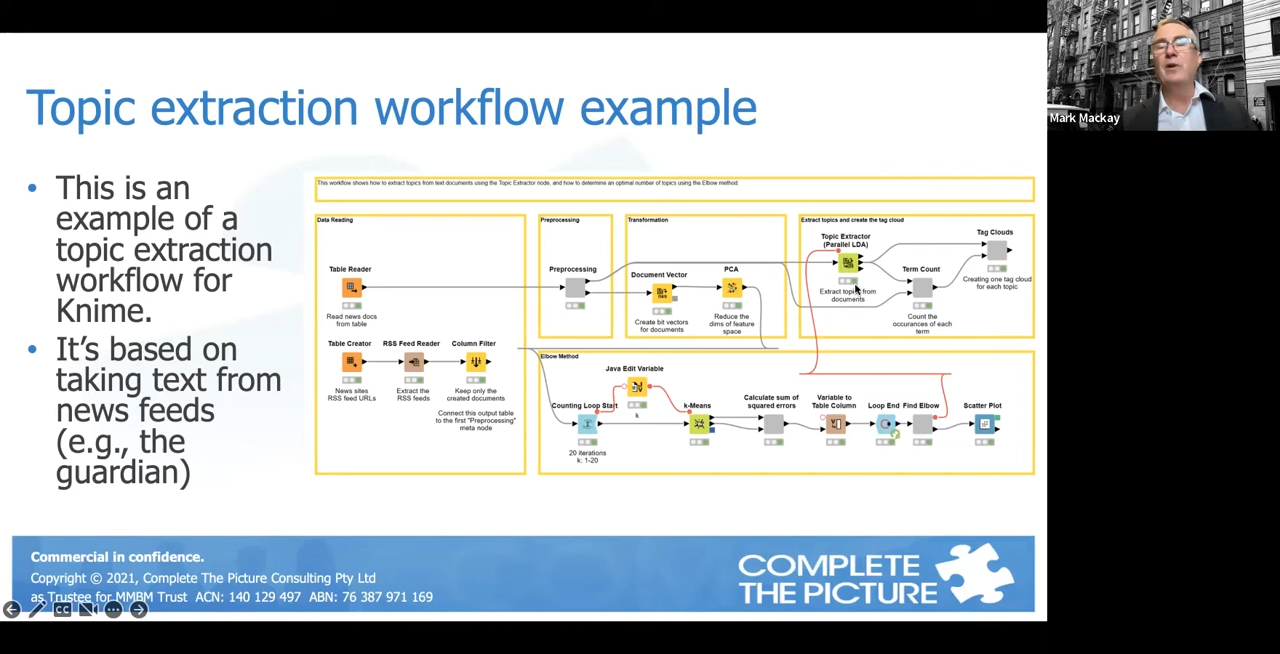 Topic extraction workflow example
Mark Mackay
• This is an
example of a
topic extraction
workflow for
Knime.
• It's based on
taking text from
news feeds
(e.g., the
guardian)
This workflow shows how to extract topics from text documents using the Topic Extractor node, and how to determine an optimal number of topics using the Elbow method.
Data Reading
Table Reader
Read news docs
from table
Table Creator
News sites
RSS feed URLs
RSS Feed Reader
Extract the
RSS feeds
Column Filter
Keep only the
created documents
Connect this output table
to the first "Preprocessing"
meta node
Preprocessing
Preprocessing
Transformation
Document Vector
Create bit vectors
for documents
PCA
Reduce the
dims of feature
space
Extract topics and create the tag cloud
Topic Extractor
(Parallel LDA)
Extract topics from
documents
Term Count
Count the
occurances of each
term
Tag Clouds
Creating one tag cloud
for each topic
Elbow Method
Counting Loop Start
20 iterations
k: 1-20
Java Edit Variable
k
k-Means
Calculate sum of
squared errors
Variable to
Table Column
Loop End
Find Elbow
Scatter Plot
Commercial in confidence.
Copyright © 2021, Complete The Picture Consulting Pty Ltd
as Trustee for MMBM Trust ACN: 140 129 497 ABN: 76 387 971 169
CC
COMPLETE
THE PICTURE